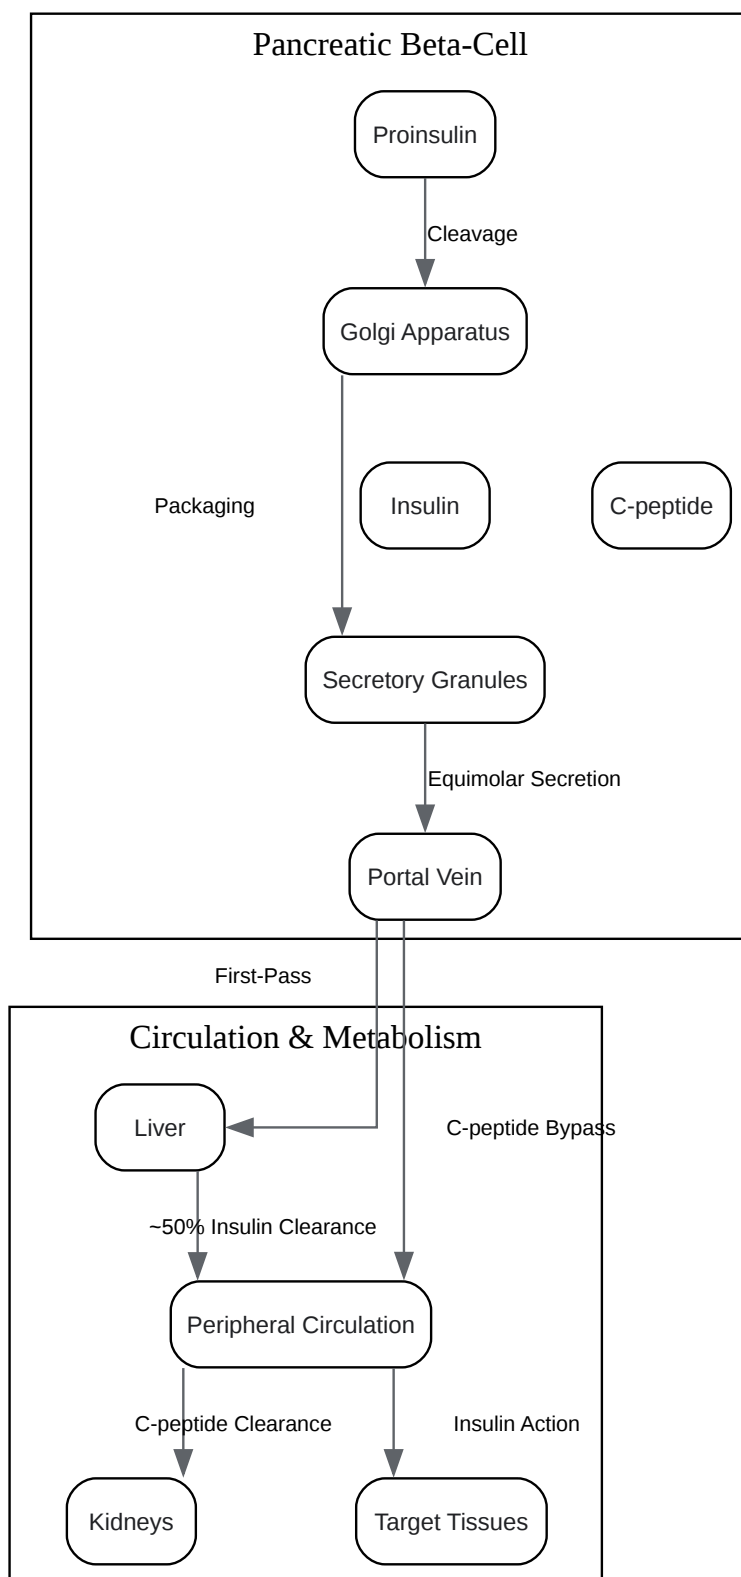 Pancreatic Beta-Cell
Proinsulin
Cleavage
Golgi Apparatus
Packaging
Insulin
C-peptide
Secretory Granules
Equimolar Secretion
Portal Vein
First-Pass
Circulation & Metabolism
Liver
C-peptide Bypass
~50% Insulin Clearance
Peripheral Circulation
C-peptide Clearance
Insulin Action
Kidneys
Target Tissues